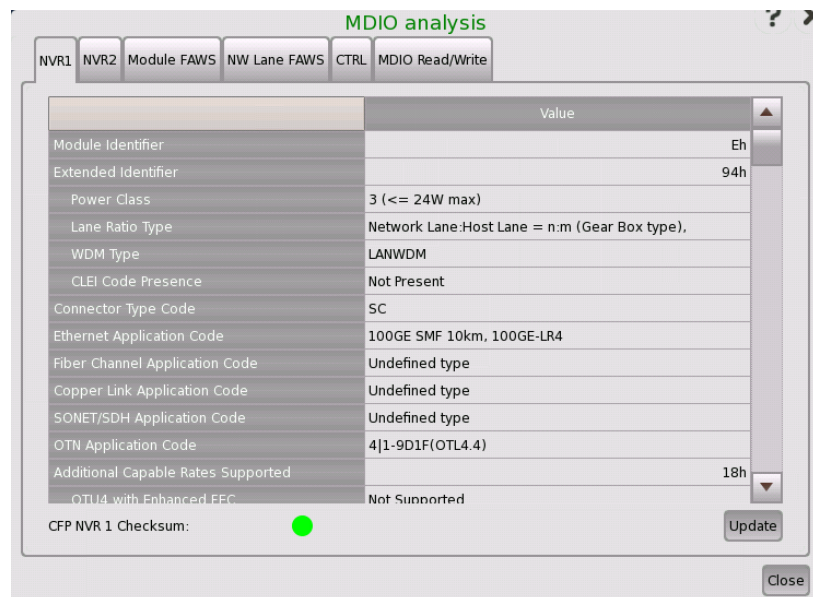 MDIO analysis
?
NVR1 NVR2 Module FAWS NW Lane FAWS CTRL MDIO Read/Write
Value
Module Identifier Eh
Extended Identifier 94h
Power Class 3 (<= 24W max)
Lane Ratio Type Network Lane:Host Lane = n:m (Gear Box type),
WDM Type LANWDM
CLEI Code Presence Not Present
Connector Type Code SC
Ethernet Application Code 100GE SMF 10km, 100GE-LR4
Fiber Channel Application Code Undefined type
Copper Link Application Code Undefined type
SONET/SDH Application Code Undefined type
OTN Application Code 4|1-9D1F(OTL4.4)
Additional Capable Rates Supported 18h
OTU4 with Enhanced FEC Not Supported
CFP NVR 1 Checksum: Update
Close